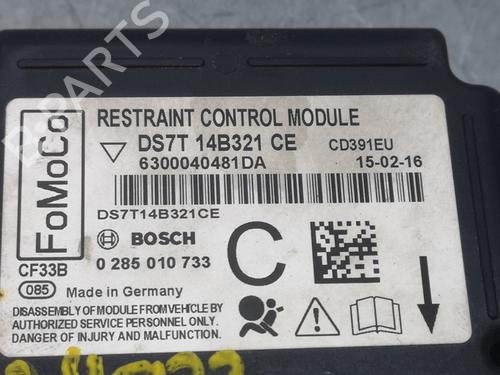 RESTRAINT CONTROL MODULE
FoMoCo
DS7T 14B321 CE CD391EU
6300040481DA 15-02-16
DS7T14B321CE
BOSCH
C
CF33B 0 285 010 733
085 Made in Germany
DISASSEMBLY OF MODULE FROM VEHICLE BY
AUTHORIZED SERVICE PERSONNEL ONLY.
DANGER OF INJURY AND MALFUNCTION.
B-PARTS